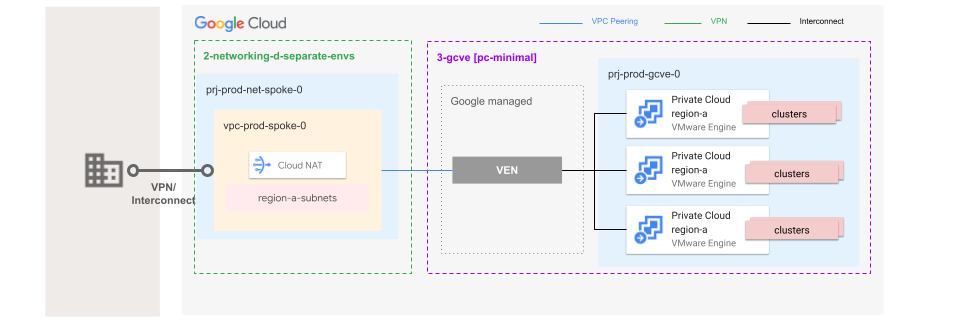 Google Cloud
VPC Peering
VPN
Interconnect
2-networking-d-separate-envs
prj-prod-net-spoke-0
vpc-prod-spoke-0
Cloud NAT
region-a-subnets
VPN/
Interconnect
3-gcve [pc-minimal]
Google managed
VEN
prj-prod-gcve-0
Private Cloud
region-a
VMware Engine
clusters
Private Cloud
region-a
VMware Engine
clusters
Private Cloud
region-a
VMware Engine
clusters